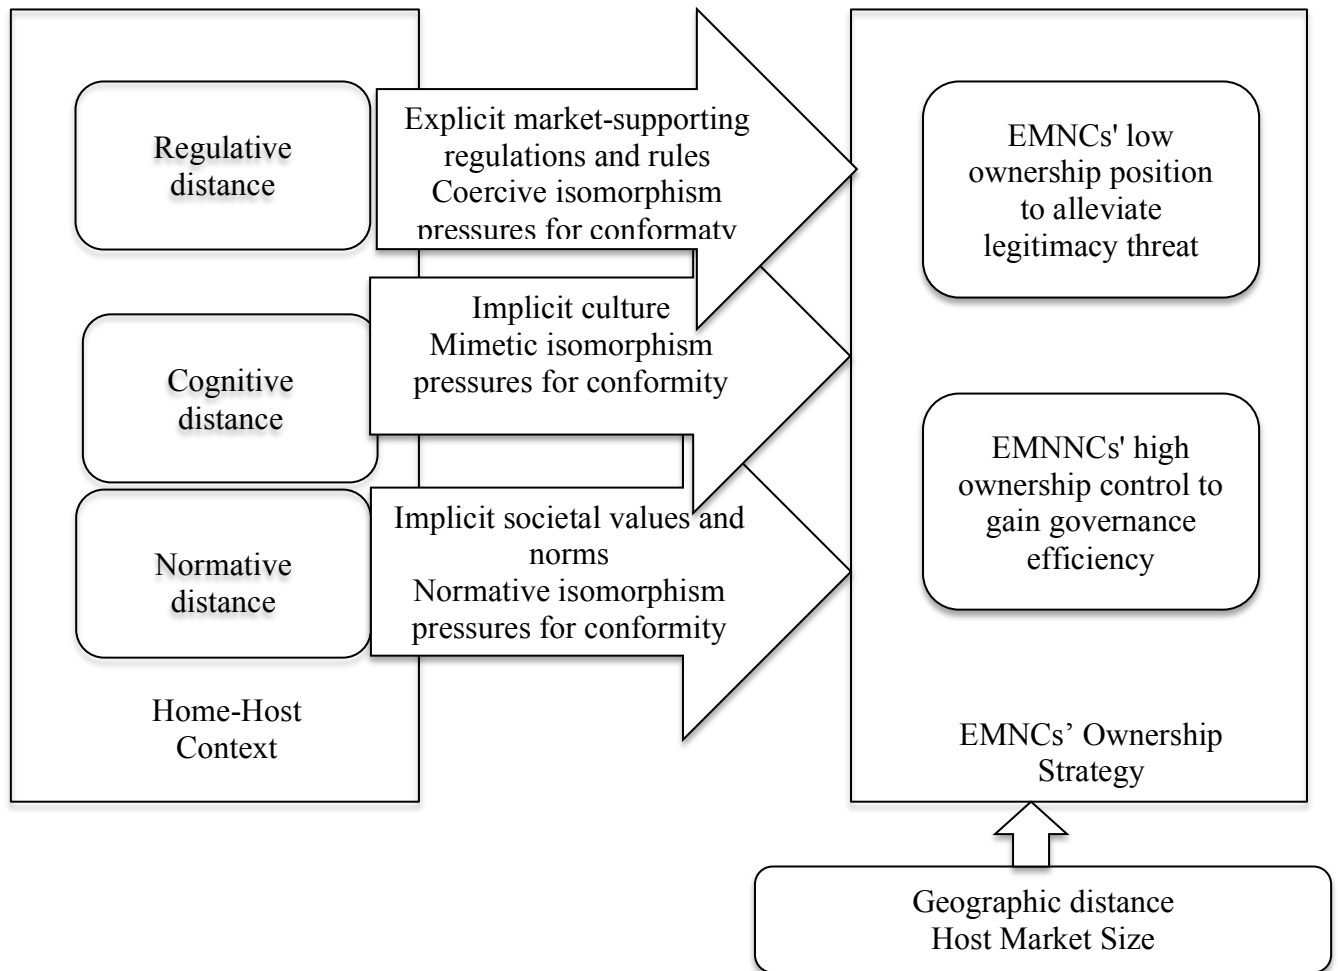 Regulative
distance
Explicit market-supporting
regulations and rules
Coercive isomorphism
pressures for conformaty
EMNCs' low
ownership position
to alleviate
legitimacy threat
Cognitive
distance
Implicit culture
Mimetic isomorphism
pressures for conformity
EMNNCs' high
ownership control to
gain governance
efficiency
Normative
distance
Implicit societal values and
norms
Normative isomorphism
pressures for conformity
Home-Host
Context
EMNCs’ Ownership
Strategy
Geographic distance
Host Market Size